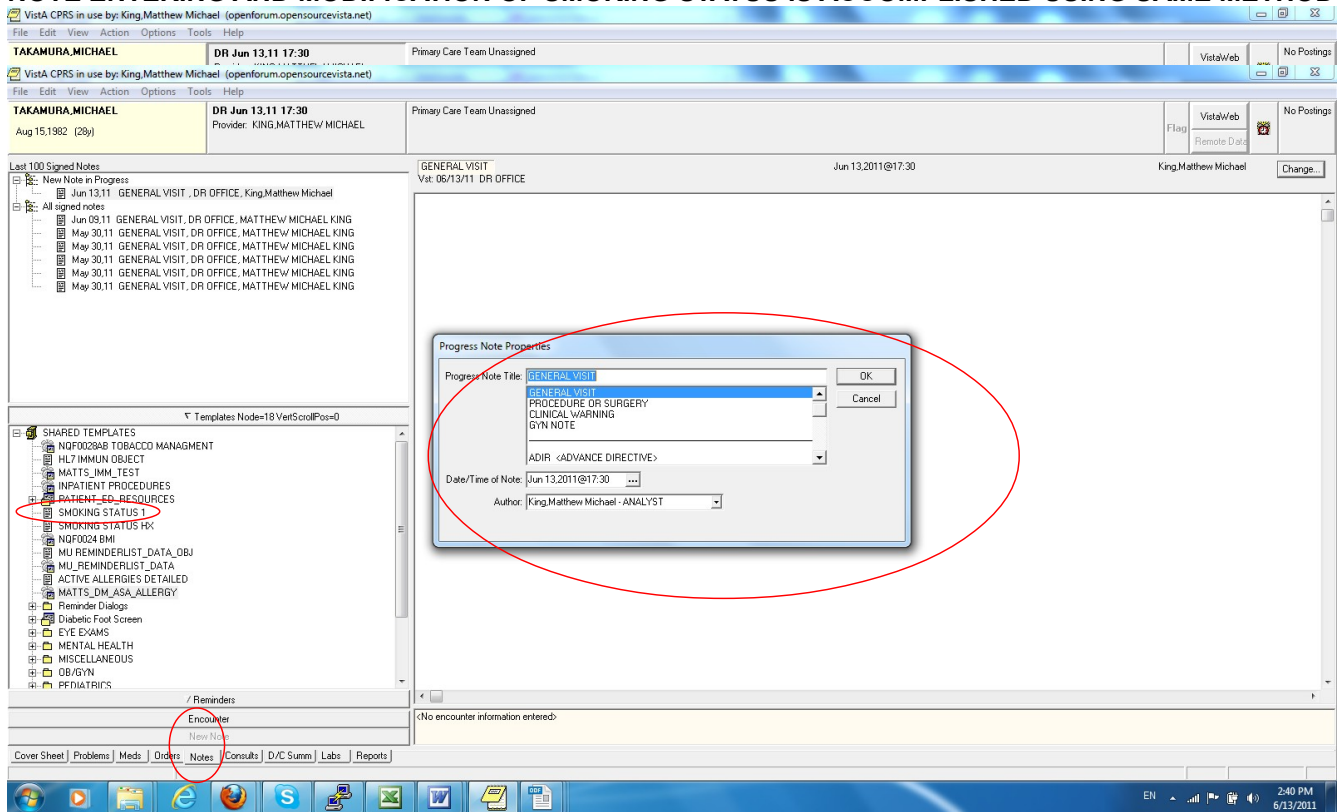 NOTE ENTERING AND MODIFICATION OF SMOKING STATUS IS ACCOMPLISHED USING SAME METHOD
VistA CPRS in use by: King,Matthew Michael (openforum.opensourcevista.net)
File Edit View Action Options Tools Help
TAKAMURA,MICHAEL
DR Jun 13,11 17:30
Primary Care Team Unassigned
VistaWeb
No Postings
VistA CPRS in use by: King,Matthew Michael (openforum.opensourcevista.net)
File Edit View Action Options Tools Help
TAKAMURA,MICHAEL
Aug 15,1982 (28y)
DR Jun 13,11 17:30
Provider: KING,MATTHEW MICHAEL
Primary Care Team Unassigned
Flag
VistaWeb
Remote Data
No Postings
Last 100 Signed Notes
New Note in Progress
Jun 13,11 GENERAL VISIT , DR OFFICE, King,Matthew Michael
All signed notes
Jun 09,11 GENERAL VISIT, DR OFFICE, MATTHEW MICHAEL KING
May 30,11 GENERAL VISIT, DR OFFICE, MATTHEW MICHAEL KING
May 30,11 GENERAL VISIT, DR OFFICE, MATTHEW MICHAEL KING
May 30,11 GENERAL VISIT, DR OFFICE, MATTHEW MICHAEL KING
May 30,11 GENERAL VISIT, DR OFFICE, MATTHEW MICHAEL KING
May 30,11 GENERAL VISIT, DR OFFICE, MATTHEW MICHAEL KING
GENERAL VISIT
Jun 13,2011@17:30
King,Matthew Michael
Change...
Vst: 06/13/11 DR OFFICE
Progress Note Properties
Progress Note Title: GENERAL VISIT
GENERAL VISIT
PROCEDURE OR SURGERY
CLINICAL WARNING
GYN NOTE
ADIR <ADVANCE DIRECTIVE>
OK
Cancel
Date/Time of Note: Jun 13,2011@17:30 ...
Author: King,Matthew Michael - ANALYST
Templates Node=18 VertScrollPos=0
SHARED TEMPLATES
NQF0028AB TOBACCO MANAGMENT
HL7 IMMUN OBJECT
MATTS_IMM_TEST
INPATIENT PROCEDURES
PATIENT_ED_RESOURCES
SMOKING STATUS 1
SMOKING STATUS HX
NQF0024 BMI
MU REMINDERLIST_DATA_OBJ
MU_REMINDERLIST_DATA
ACTIVE ALLERGIES DETAILED
MATTS_DM_ASA_ALLERGY
Reminder Dialogs
Diabetic Foot Screen
EYE EXAMS
MENTAL HEALTH
MISCELLANEOUS
OB/GYN
PEDIATRICS
/ Reminders
Encounter
New Note
<No encounter information entered>
Cover Sheet Problems Meds Orders Notes Consults D/C Summ Labs Reports
EN
2:40 PM
6/13/2011